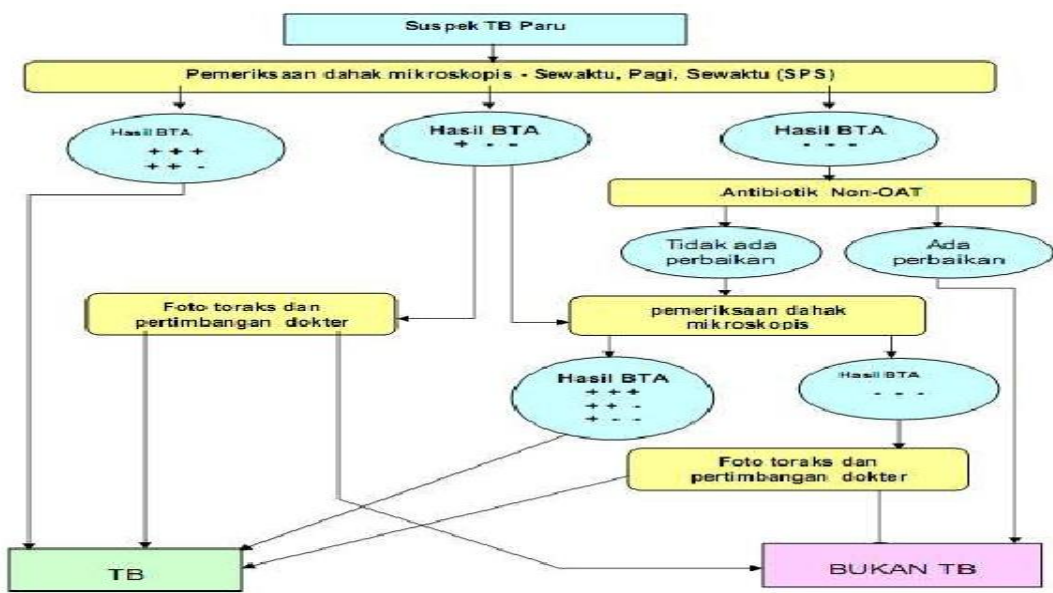 Suspek TB Paru
Pemeriksaan dahak mikroskopis - Sewaktu, Pagi, Sewaktu (SPS)
Hasil BTA
+ + +
+ + -
Hasil BTA
+ - -
Hasil BTA
- - -
Antibiotik Non-OAT
Tidak ada
perbaikan
Ada
perbaikan
Foto toraks dan
pertimbangan dokter
pemeriksaan dahak
mikroskopis
Hasil BTA
+ + +
+ + -
+ - -
Hasil BTA
- - -
Foto toraks dan
pertimbangan dokter
TB
BUKAN TB